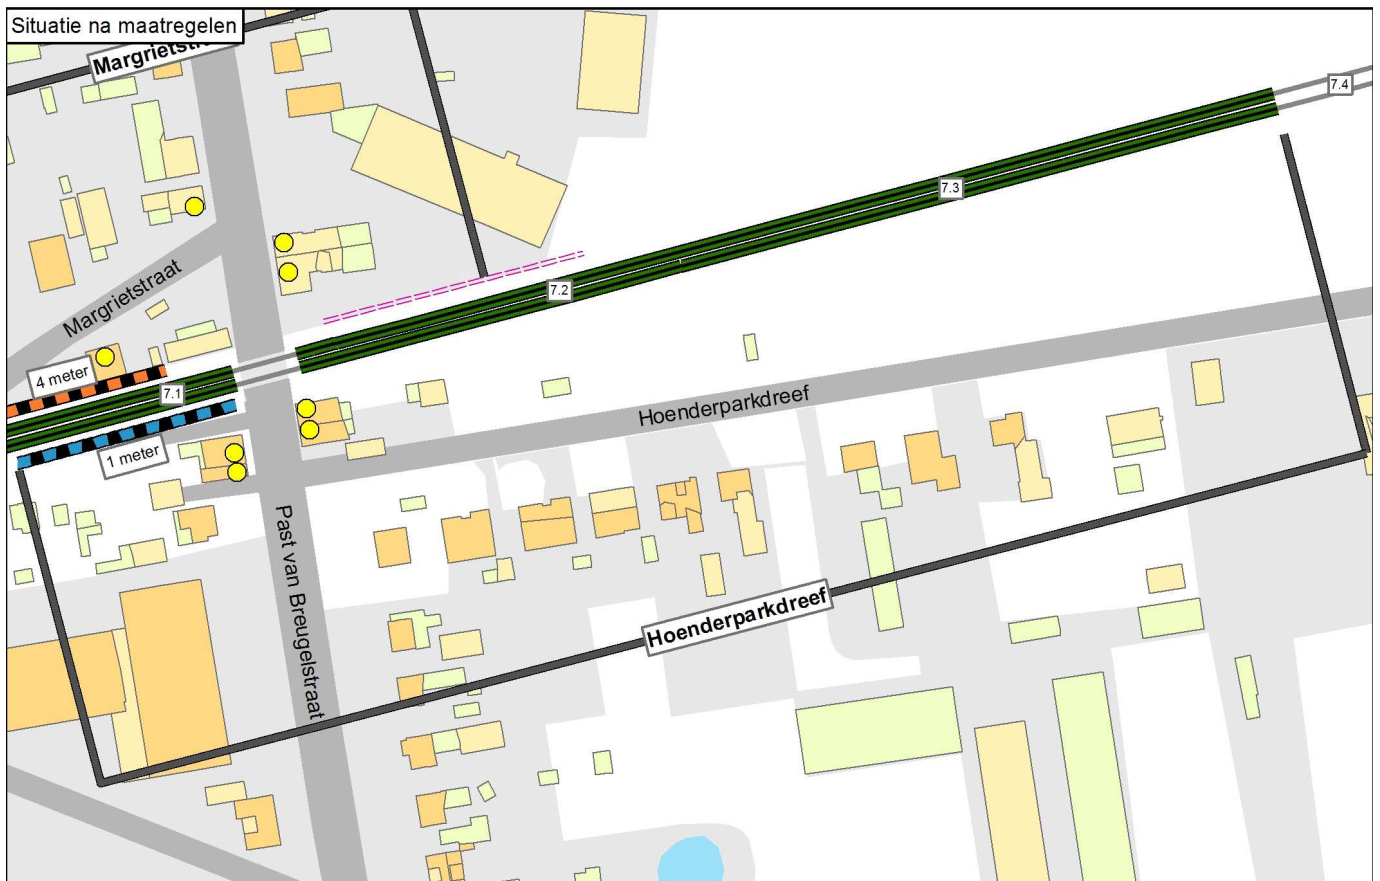 Situatie na maatregelen
7.4
7.3
Margrietstraat
7.2
4 meter
7.1
Hoenderparkdreef
1 meter
Past van Breugelstraat
Hoenderparkdreef